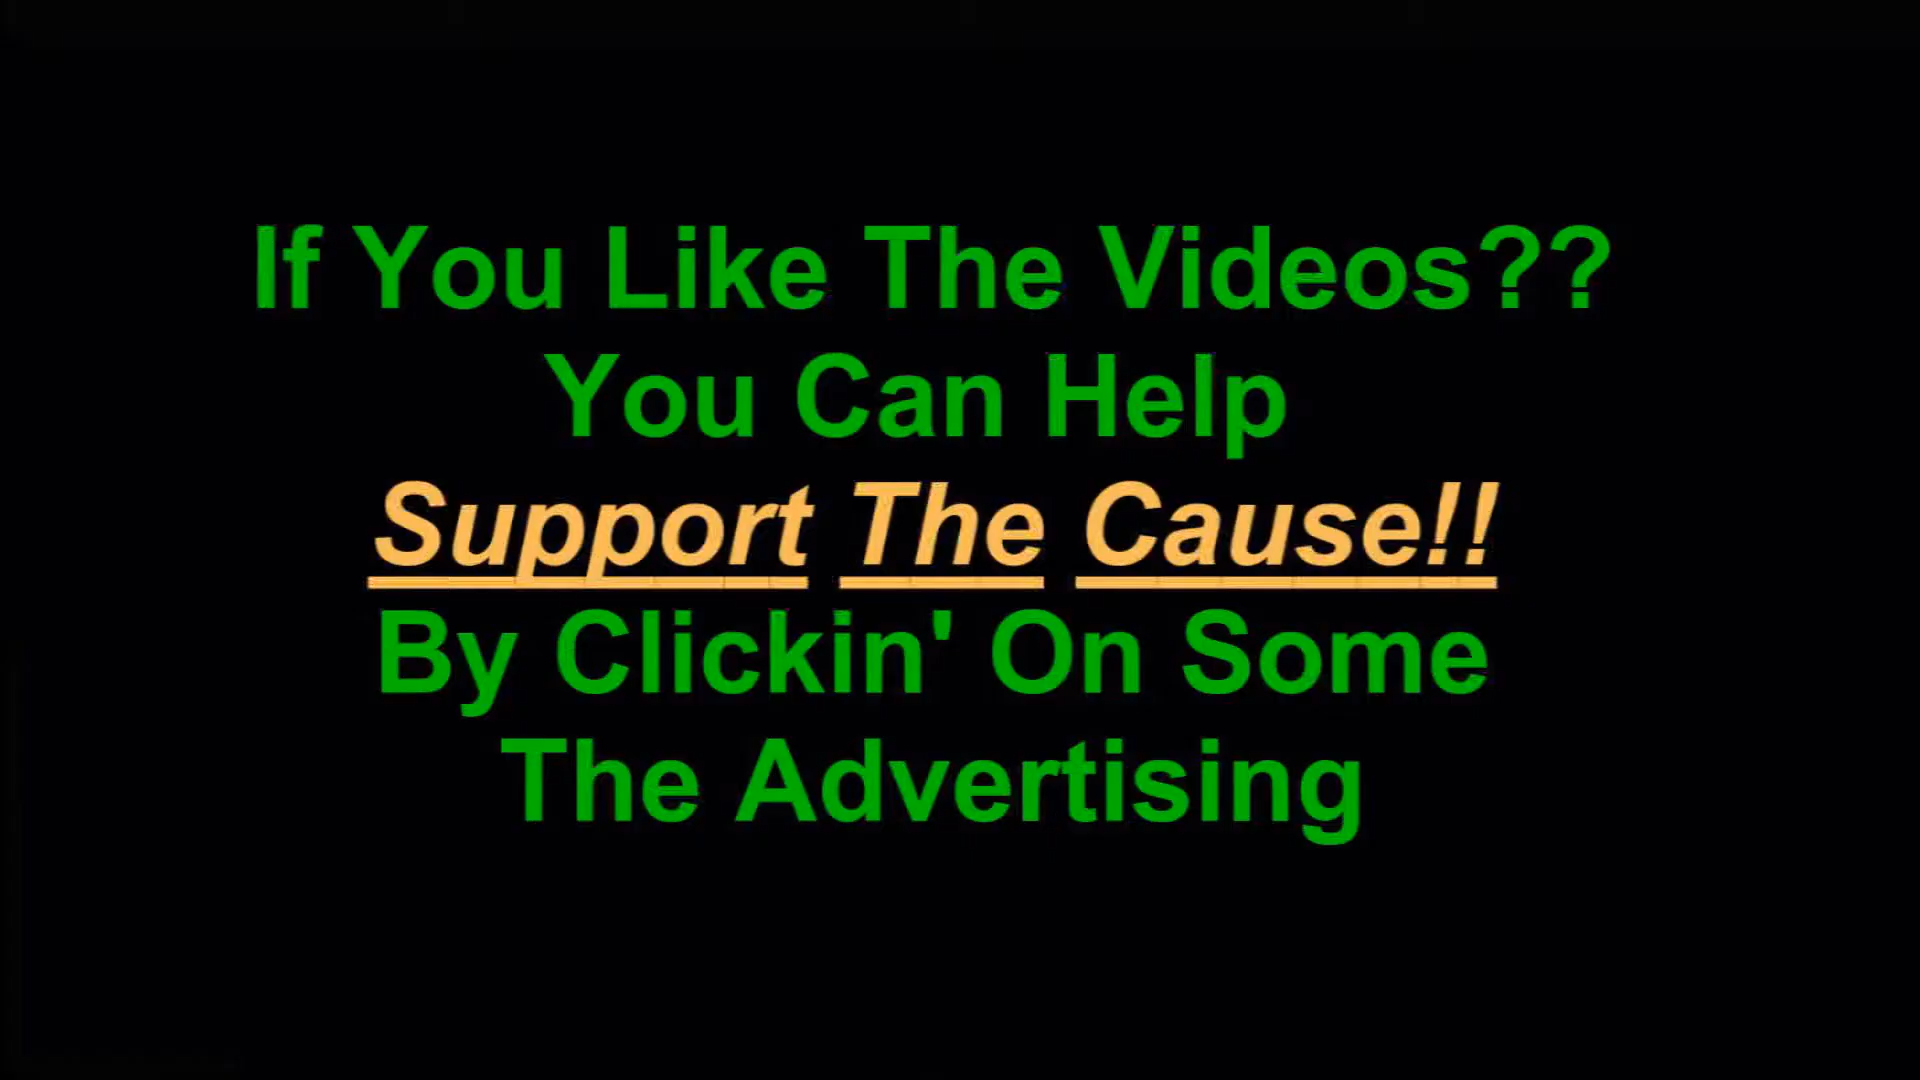 If You Like The Videos??
You Can Help
Support The Cause!!
By Clickin' On Some
The Advertising